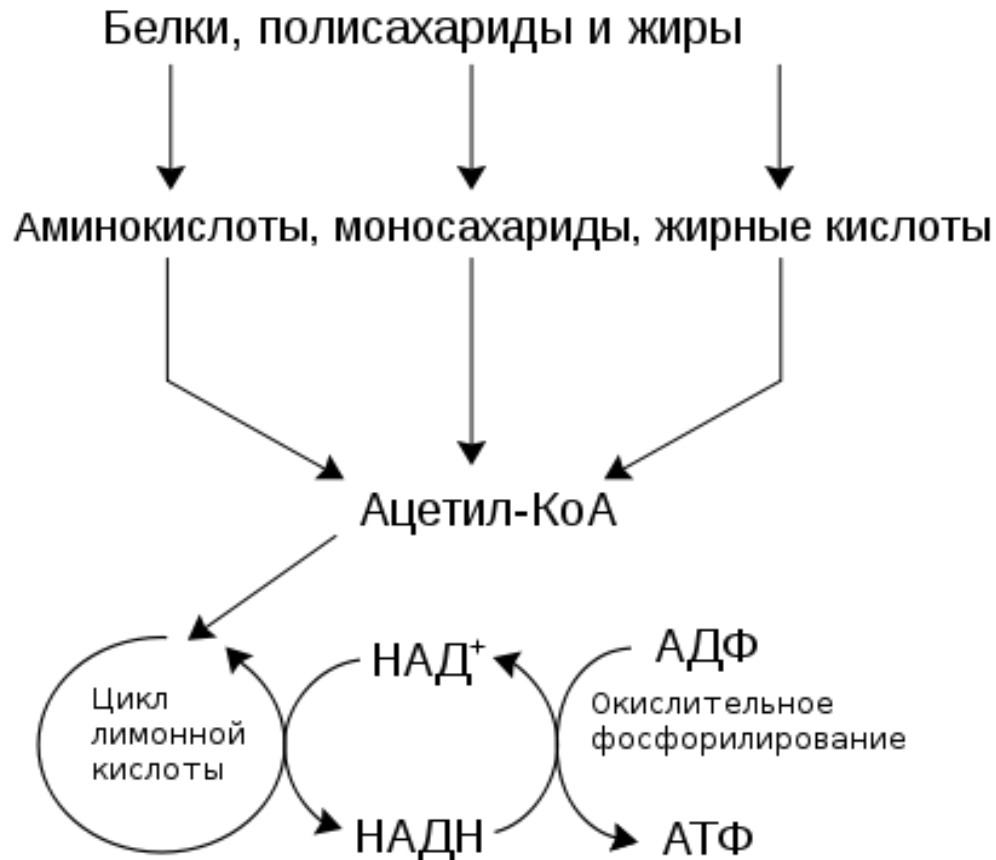 Белки, полисахариды и жиры
Аминокислоты, моносахариды, жирные кислоты
Ацетил-КоА
Цикл
лимонной
кислоты
НАД⁺
НАДН
АДФ
Окислительное
фосфорилирование
АТФ